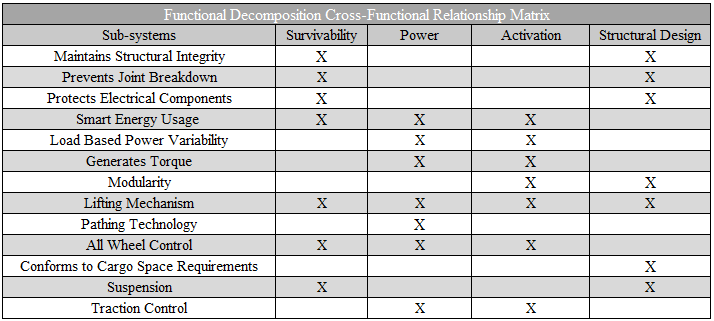 Functional Decomposition Cross-Functional Relationship Matrix
Sub-systems Survivability Power Activation Structural Design
Maintains Structural Integrity X X
Prevents Joint Breakdown X X
Protects Electrical Components X X
Smart Energy Usage X X X
Load Based Power Variability X X
Generates Torque X X
Modularity X X
Lifting Mechanism X X X X
Pathing Technology X
All Wheel Control X X X
Conforms to Cargo Space Requirements X
Suspension X X
Traction Control X X